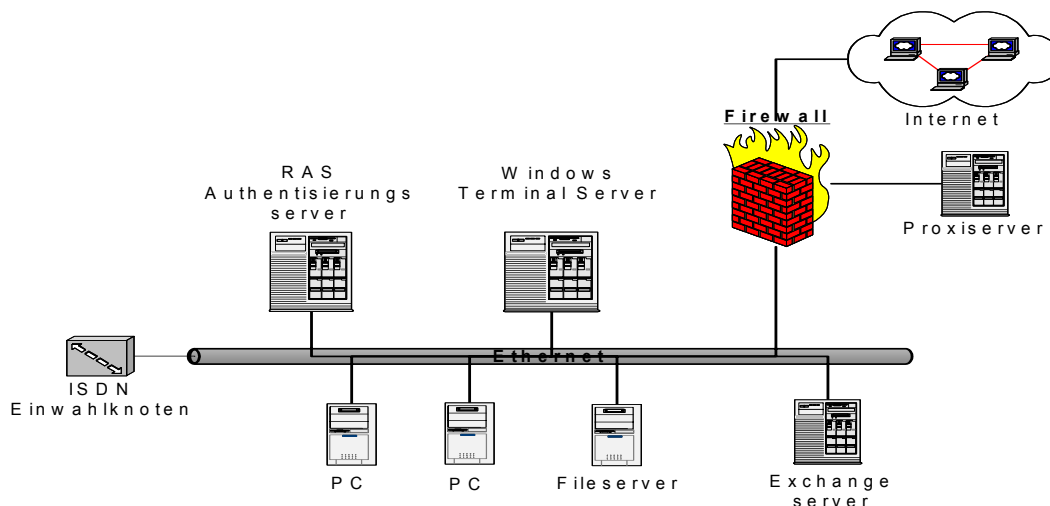 Firewall
Internet
RAS
Authentisierungs
server
Windows
Terminal Server
Proxiserver
Ethernet
ISDN
Einwahlknoten
PC
PC
Fileserver
Exchange
server